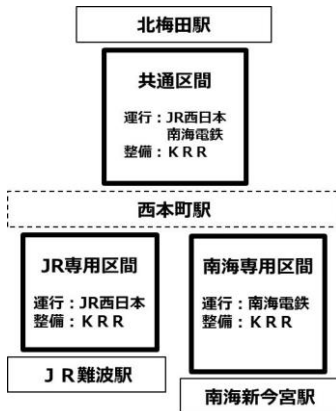 北梅田駅
共通区間
運行：JR西日本
南海電鉄
整備：ＫＲＲ
西本町駅
JR専用区間
運行：JR西日本
整備：ＫＲＲ
南海専用区間
運行：南海電鉄
整備：ＫＲＲ
ＪＲ難波駅
南海新今宮駅